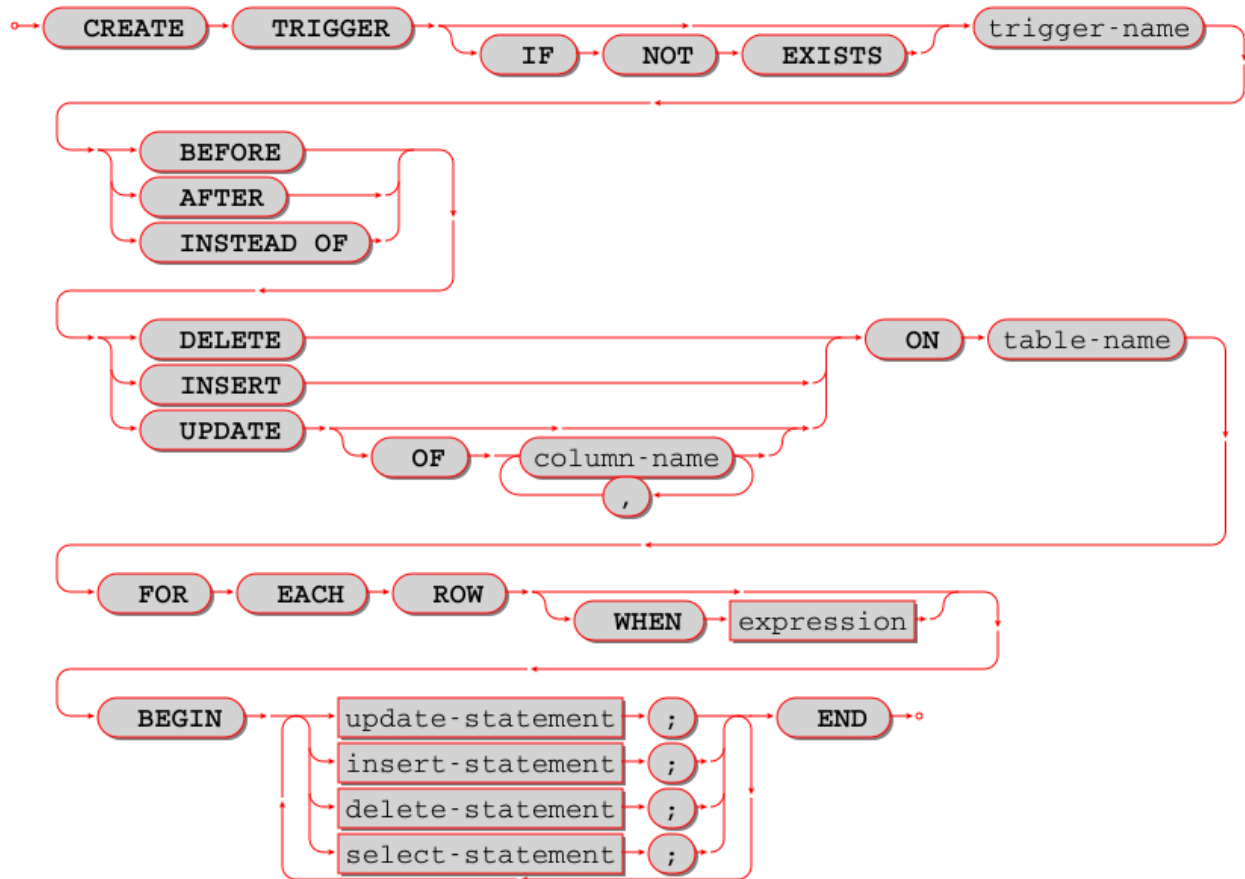 CREATE TRIGGER trigger-name
IF NOT EXISTS
BEFORE
AFTER
INSTEAD OF
DELETE ON table-name
INSERT
UPDATE
OF column-name
,
FOR EACH ROW
WHEN expression
BEGIN update-statement ; END
insert-statement ;
delete-statement ;
select-statement ;